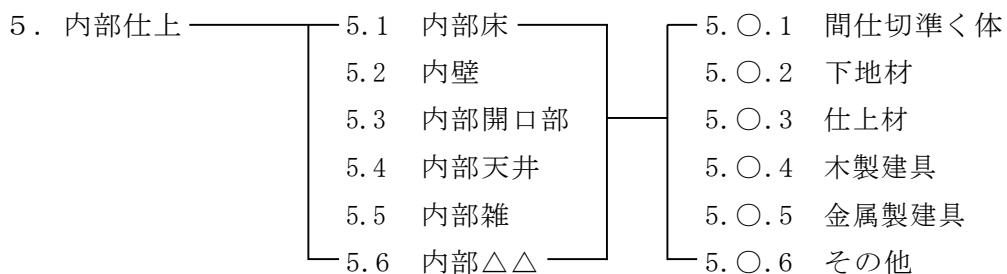 5. 内部仕上 5.1 内部床 5.○.1 間仕切準く体
5.2 内壁 5.○.2 下地材
5.3 内部開口部 5.○.3 仕上材
5.4 内部天井 5.○.4 木製建具
5.5 内部雑 5.○.5 金属製建具
5.6 内部△△ 5.○.6 その他